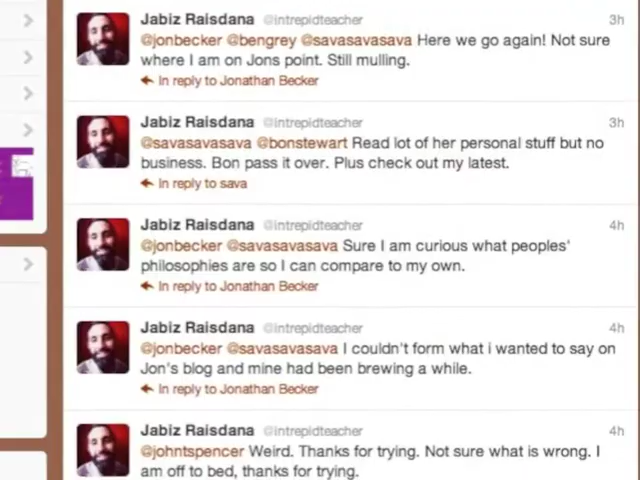 Jabiz Raisdana @intrepidteacher 3h
@jonbecker @bengrey @savasavasava Here we go again! Not sure
where I am on Jons point. Still mulling.
In reply to Jonathan Becker
Jabiz Raisdana @intrepidteacher 3h
@savasavasava @bonstewart Read lot of her personal stuff but no
business. Bon pass it over. Plus check out my latest.
In reply to sava
Jabiz Raisdana @intrepidteacher 4h
@jonbecker @savasavasava Sure I am curious what peoples'
philosophies are so I can compare to my own.
In reply to Jonathan Becker
Jabiz Raisdana @intrepidteacher 4h
@jonbecker @savasavasava I couldn't form what i wanted to say on
Jon's blog and mine had been brewing a while.
In reply to Jonathan Becker
Jabiz Raisdana @intrepidteacher 4h
@johntspencer Weird. Thanks for trying. Not sure what is wrong. I
am off to bed, thanks for trying.